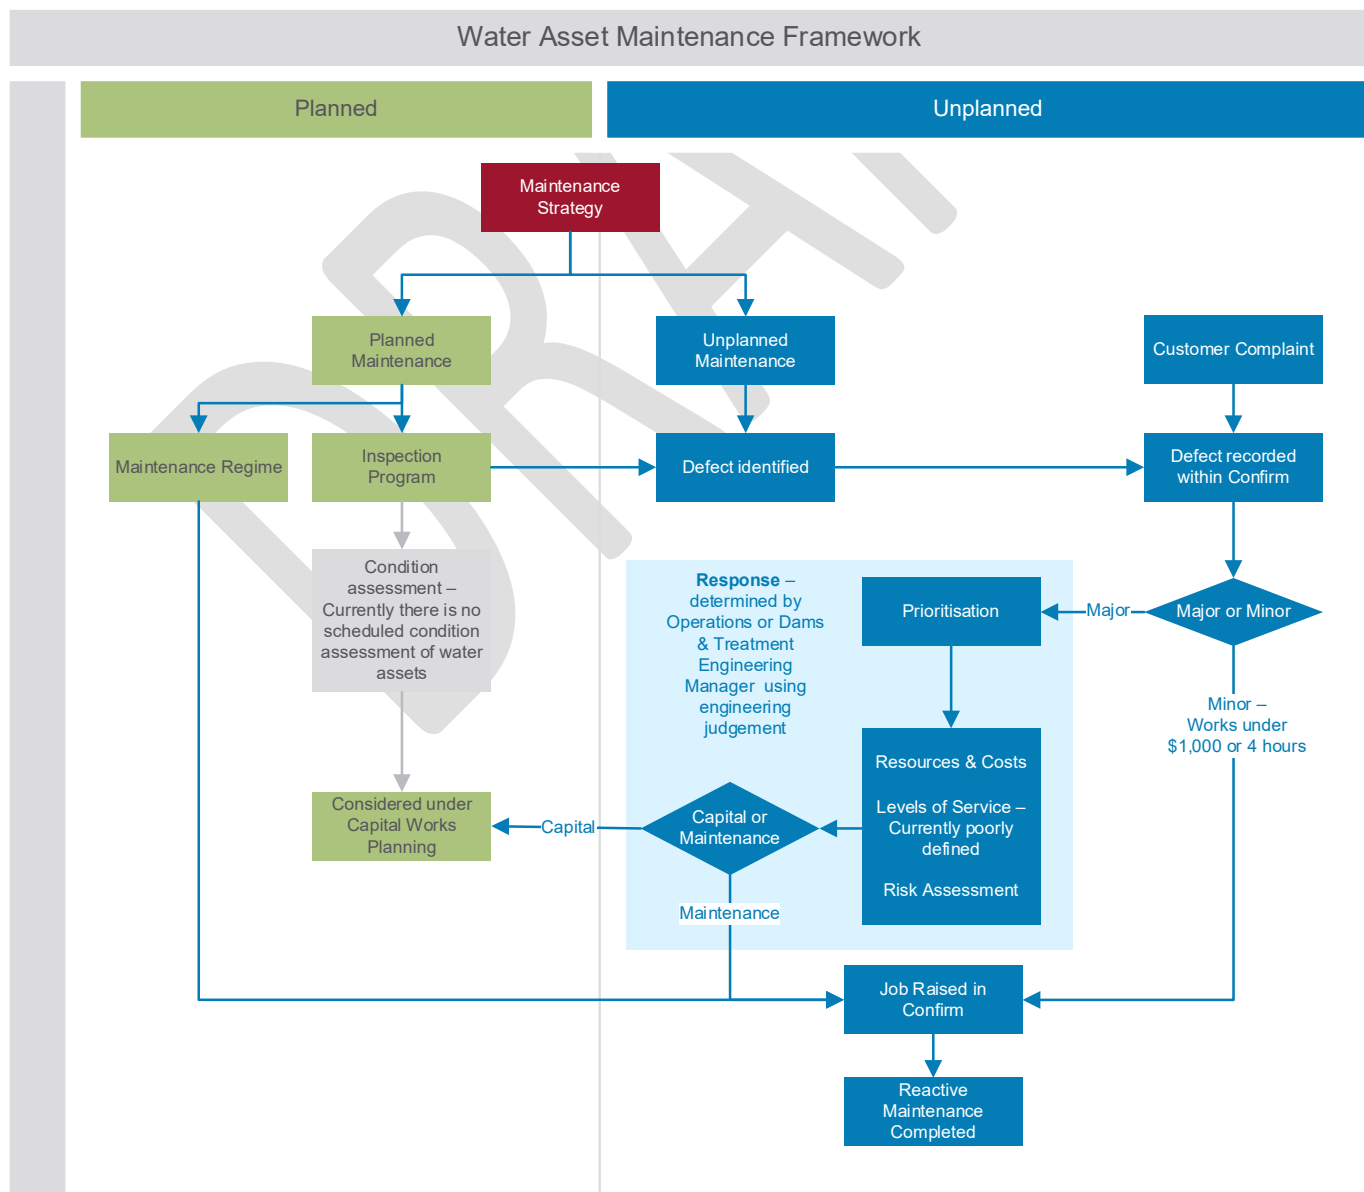 Water Asset Maintenance Framework
Planned
Unplanned
DRAFT
Maintenance
Strategy
Planned
Maintenance
Unplanned
Maintenance
Customer Complaint
Maintenance Regime
Inspection
Program
Defect identified
Defect recorded
within Confirm
Condition
assessment –
Currently there is no
scheduled condition
assessment of water
assets
Response –
determined by
Operations or Dams
& Treatment
Engineering
Manager using
engineering
judgement
Prioritisation
Major
Major or Minor
Minor –
Works under
$1,000 or 4 hours
Resources & Costs
Levels of Service –
Currently poorly
defined
Risk Assessment
Considered under
Capital Works
Planning
Capital
Capital or
Maintenance
Maintenance
Job Raised in
Confirm
Reactive
Maintenance
Completed